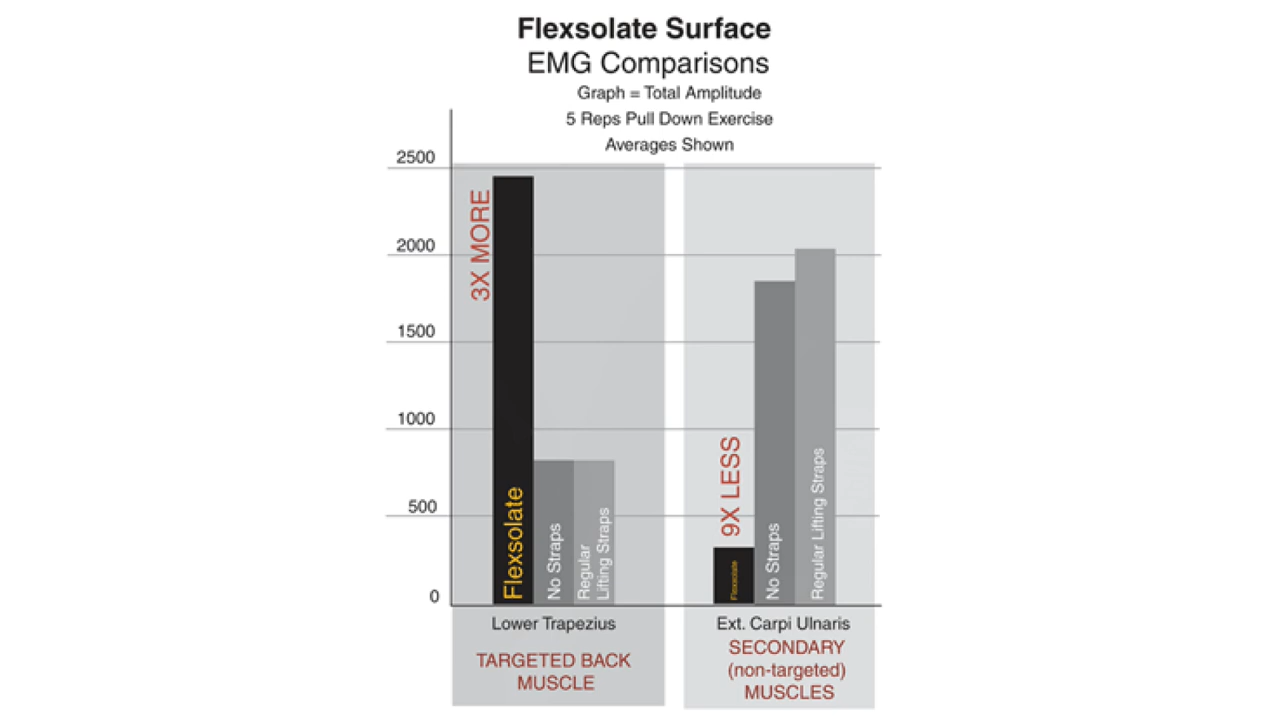 Flexsolate Surface
EMG Comparisons
Graph = Total Amplitude
5 Reps Pull Down Exercise
Averages Shown
2500
2000
1500
1000
500
0
3X MORE
Flexsolate
No Straps
Regular
Lifting Straps
9X LESS
Flexsolate
No Straps
Regular Lifting Straps
Lower Trapezius
TARGETED BACK
MUSCLE
Ext. Carpi Ulnaris
SECONDARY
(non-targeted)
MUSCLES